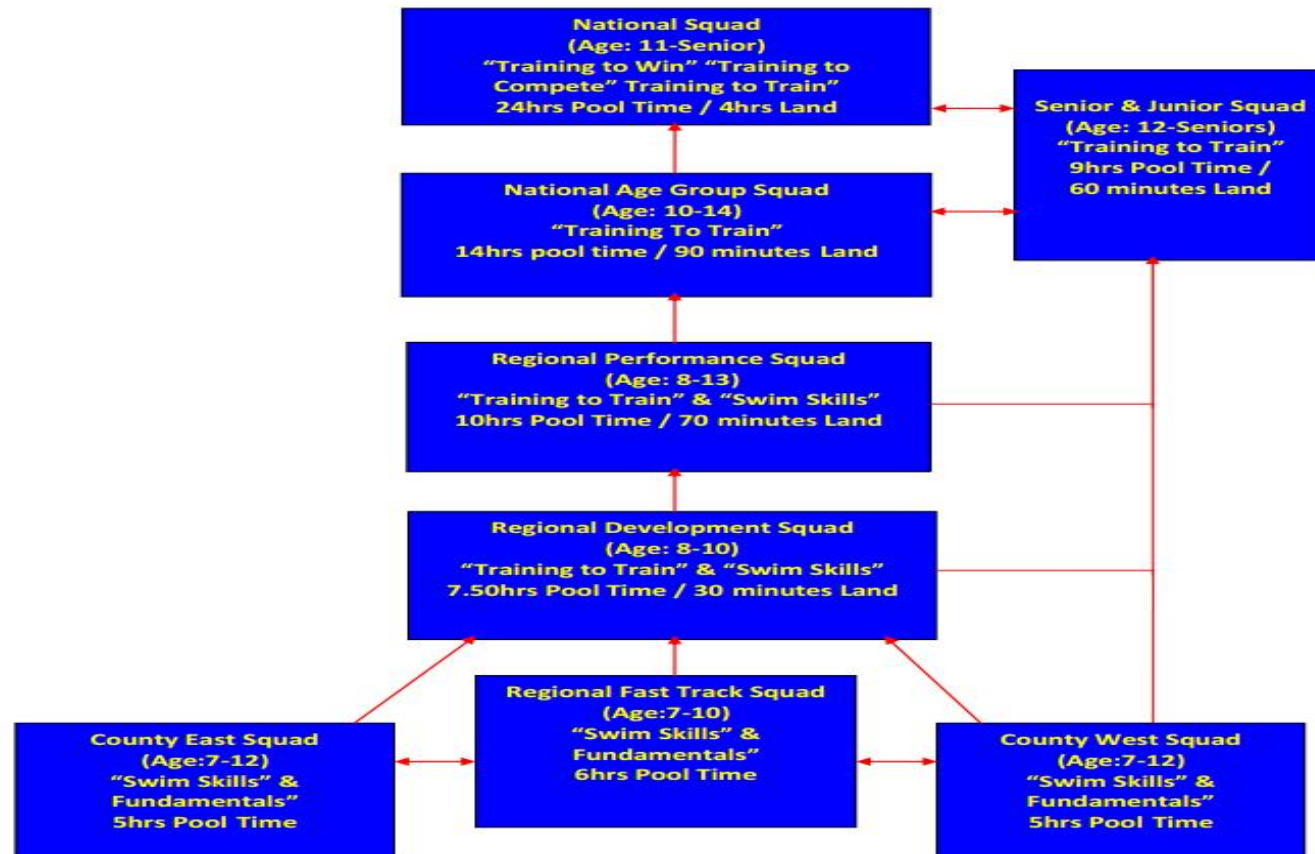 National Squad
(Age: 11-Senior)
“Training to Win” “Training to
Compete” Training to Train”
24hrs Pool Time / 4hrs Land
Senior & Junior Squad
(Age: 12-Seniors)
“Training to Train”
9hrs Pool Time /
60 minutes Land
National Age Group Squad
(Age: 10-14)
“Training To Train”
14hrs pool time / 90 minutes Land
Regional Performance Squad
(Age: 8-13)
“Training to Train” & “Swim Skills”
10hrs Pool Time / 70 minutes Land
Regional Development Squad
(Age: 8-10)
“Training to Train” & “Swim Skills”
7.50hrs Pool Time / 30 minutes Land
Regional Fast Track Squad
(Age:7-10)
“Swim Skills” &
Fundamentals”
6hrs Pool Time
County East Squad
(Age:7-12)
“Swim Skills” &
Fundamentals”
5hrs Pool Time
County West Squad
(Age:7-12)
“Swim Skills” &
Fundamentals”
5hrs Pool Time